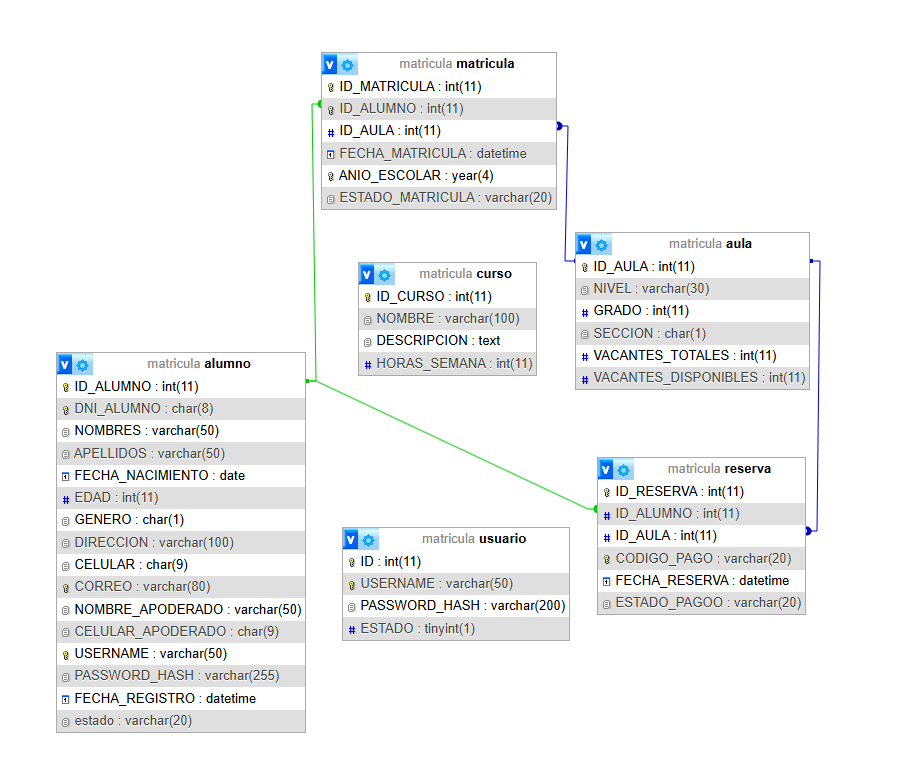 matricula matricula
ID_MATRICULA : int(11)
ID_ALUMNO : int(11)
ID_AULA : int(11)
FECHA_MATRICULA : datetime
ANIO_ESCOLAR : year(4)
ESTADO_MATRICULA : varchar(20)
matricula aula
ID_AULA : int(11)
NIVEL : varchar(30)
GRADO : int(11)
SECCION : char(1)
VACANTES_TOTALES : int(11)
VACANTES_DISPONIBLES : int(11)
matricula curso
ID_CURSO : int(11)
NOMBRE : varchar(100)
DESCRIPCION : text
HORAS_SEMANA : int(11)
matricula alumno
ID_ALUMNO : int(11)
DNI_ALUMNO : char(8)
NOMBRES : varchar(50)
APELLIDOS : varchar(50)
FECHA_NACIMIENTO : date
EDAD : int(11)
GENERO : char(1)
DIRECCION : varchar(100)
CELULAR : char(9)
CORREO : varchar(80)
NOMBRE_APODERADO : varchar(50)
CELULAR_APODERADO : char(9)
USERNAME : varchar(50)
PASSWORD_HASH : varchar(255)
FECHA_REGISTRO : datetime
estado : varchar(20)
matricula reserva
ID_RESERVA : int(11)
ID_ALUMNO : int(11)
ID_AULA : int(11)
CODIGO_PAGO : varchar(20)
FECHA_RESERVA : datetime
ESTADO_PAGOO : varchar(20)
matricula usuario
ID : int(11)
USERNAME : varchar(50)
PASSWORD_HASH : varchar(200)
ESTADO : tinyint(1)